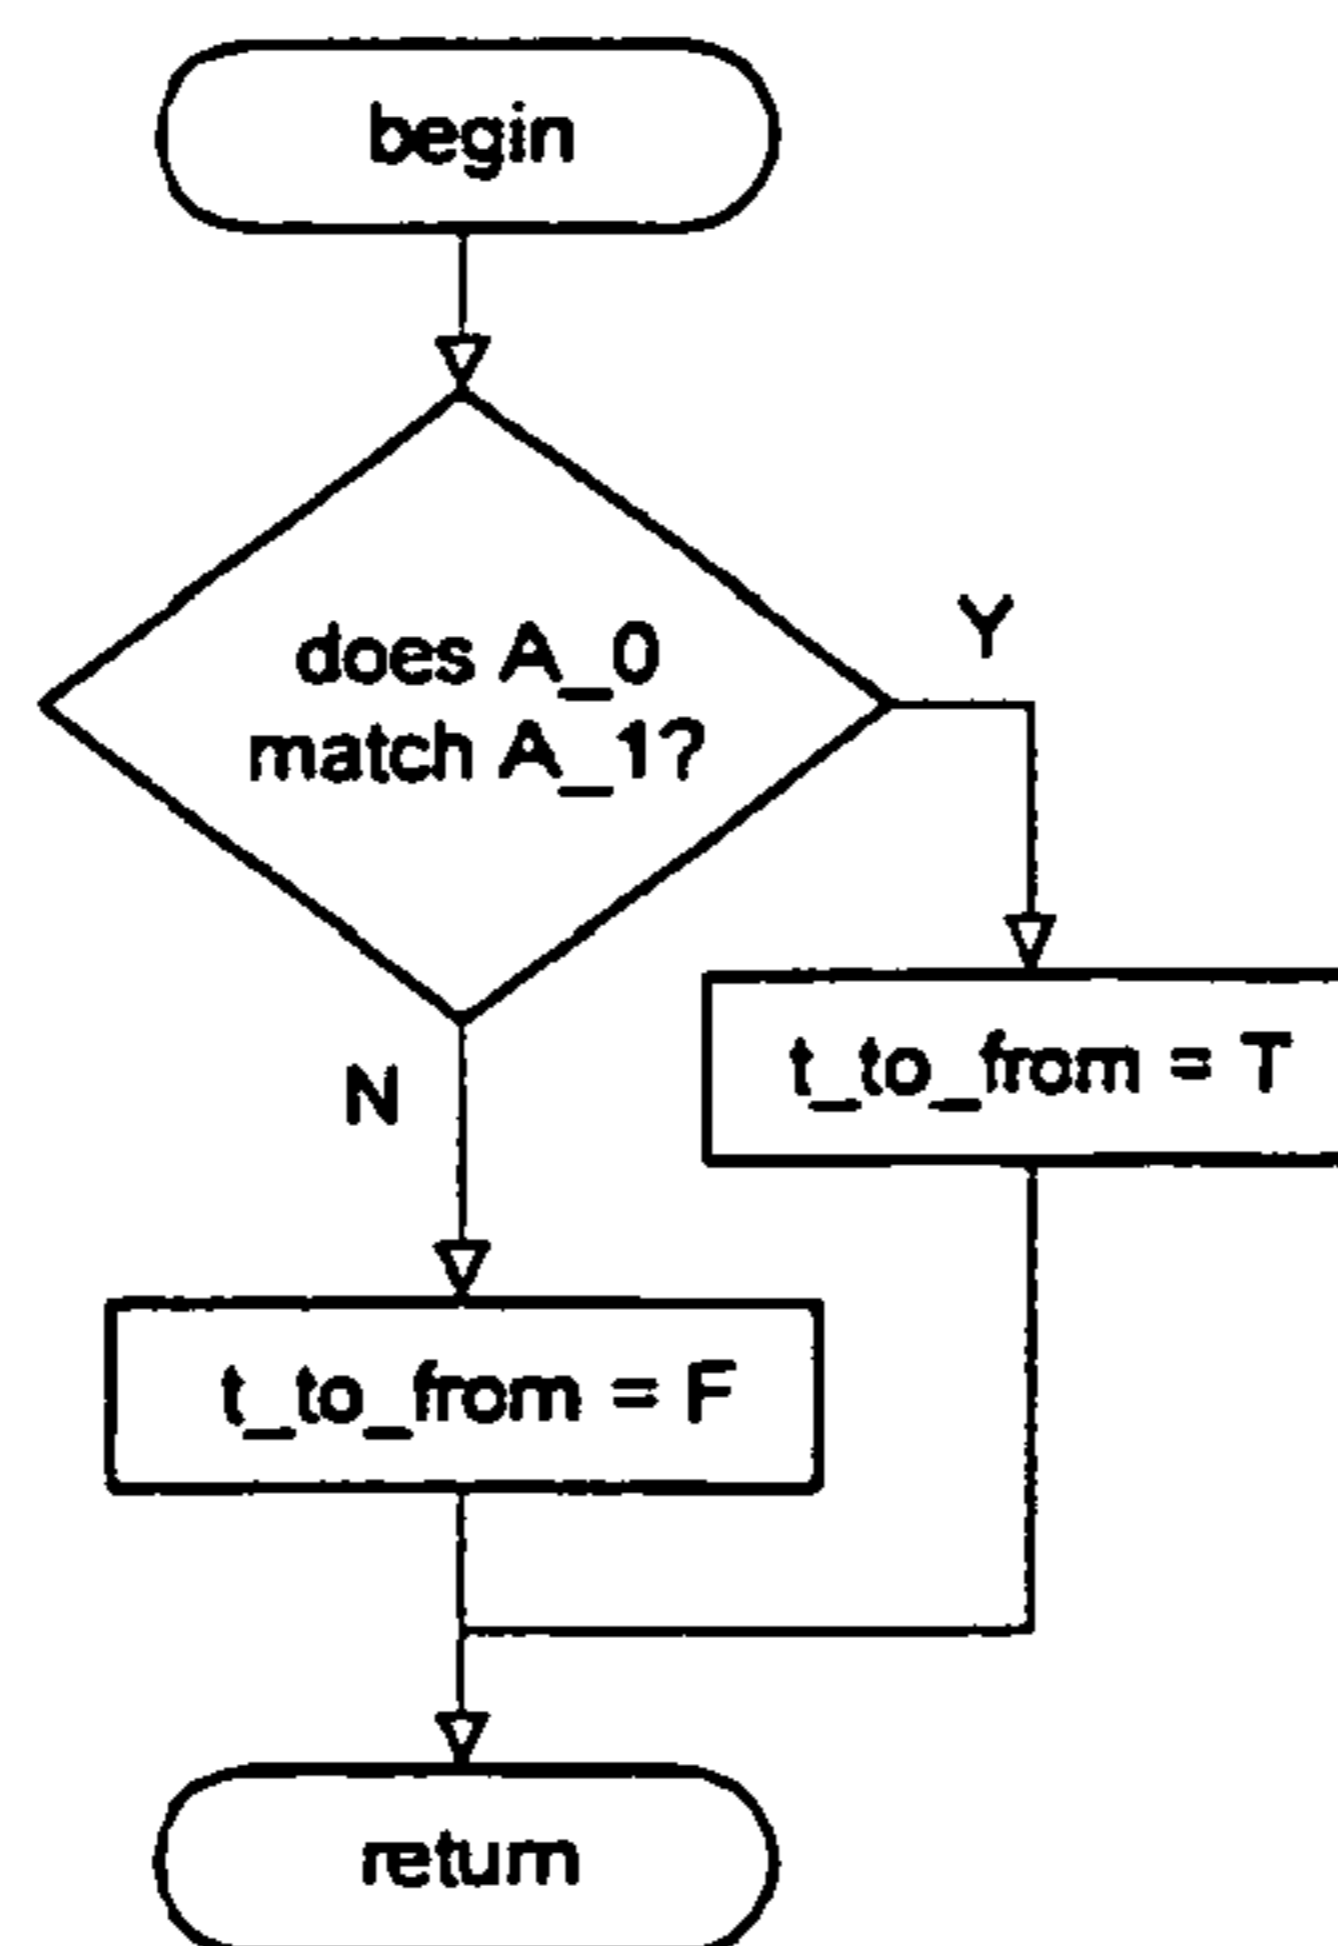 begin
does A_0
match A_1?
Y
t_to_from = T
N
t_to_from = F
return